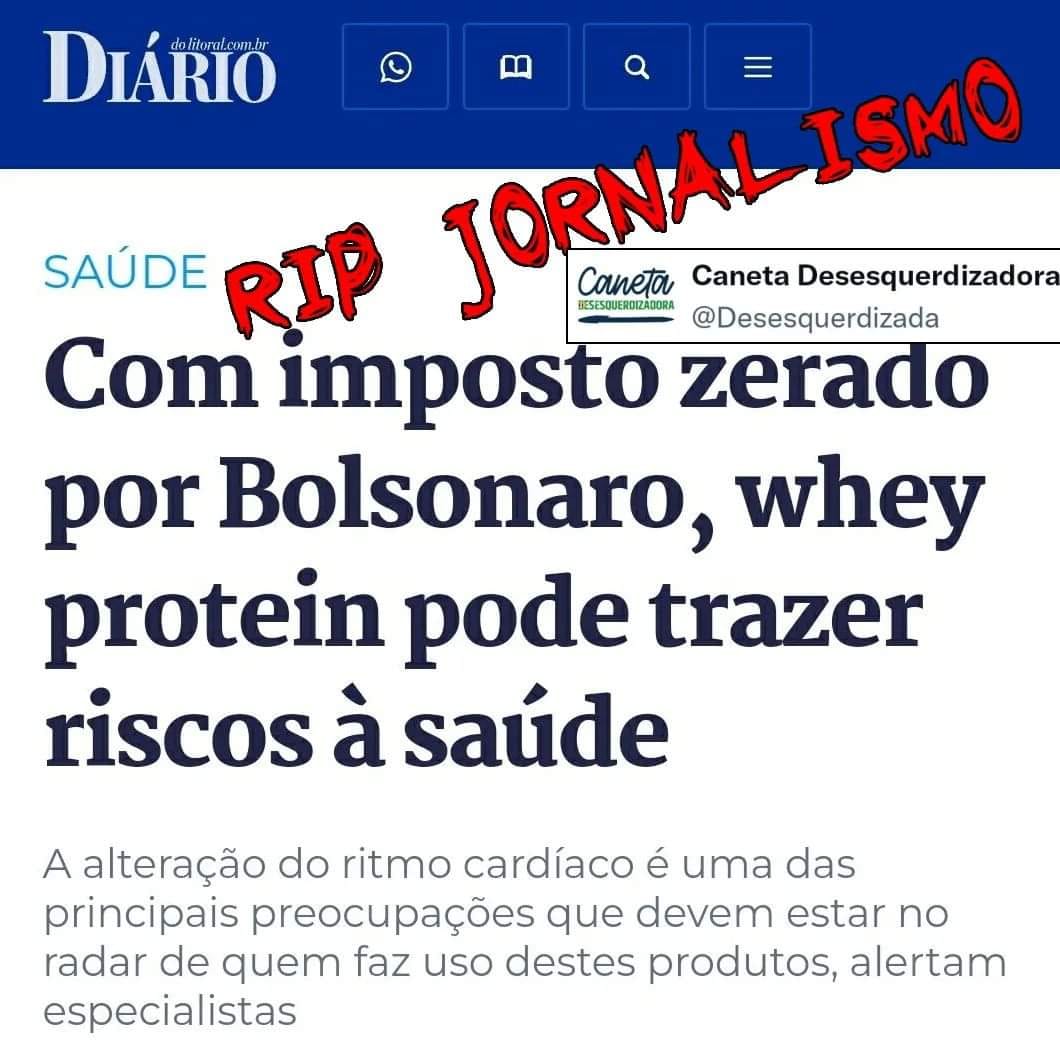 do litoral.com.br
DIÁRIO
RIP JORNALISMO
SAÚDE
Caneta
DESESQUERDIZADORA
Caneta Desesquerdizadora
@Desesquerdizada
Com imposto zerado
por Bolsonaro, whey
protein pode trazer
riscos à saúde
A alteração do ritmo cardíaco é uma das
principais preocupações que devem estar no
radar de quem faz uso destes produtos, alertam
especialistas